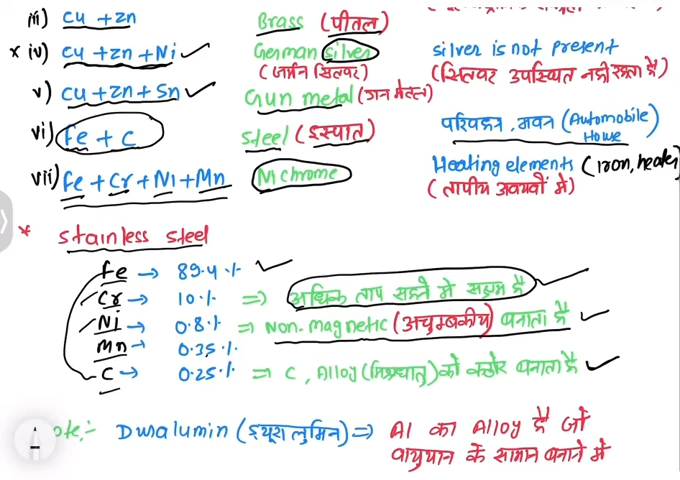 iii) Cu + Zn Brass (पीतल)
x iv) Cu + Zn + Ni German silver silver is not present
(जर्मन सिल्वर) (सिल्वर उपस्थित नही रहता है)
v) Cu + Zn + Sn Gun metal (गन मेटल)
vi) Fe + C Steel (इस्पात) परिवहन, भवन (Automobile Home
vii) Fe + Cr + Ni + Mn Nichrome Heating elements (iron, heater)
(तापीय अवयवों में)
* stainless steel
Fe → 89.4 %
Cr → 10 % ⇒ अधिक ताप सहने में सक्षम है
Ni → 0.8 % ⇒ Non-magnetic (अचुम्बकीय) बनाता है
Mn → 0.35 %
C → 0.25 % ⇒ C, Alloy (मिश्रधातु) को कठोर बनाता है
ote:- Duralumin (ड्यूरालुमिन) ⇒ Al का Alloy है जो
वायुयान के सामान बनाने में